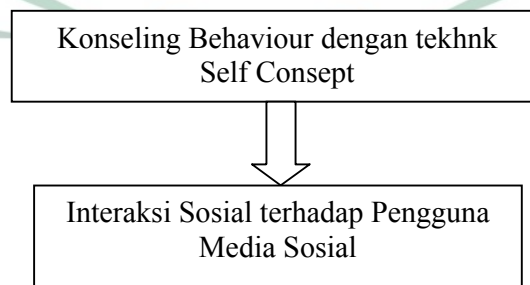 Konseling Behaviour dengan tekhnk
Self Consept
Interaksi Sosial terhadap Pengguna
Media Sosial